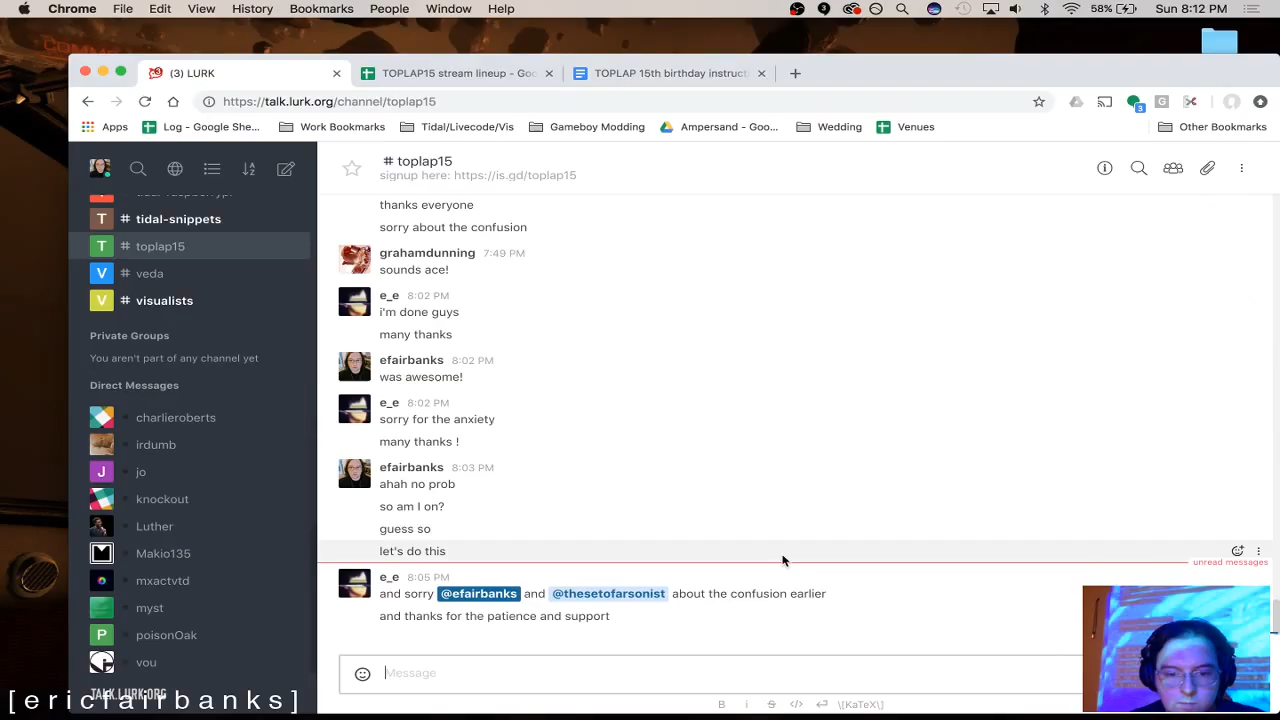 Chrome File Edit View History Bookmarks People Window Help 3 58% Sun 8:12 PM
COMM
(3) LURK TOPLAP15 stream lineup - Goo TOPLAP 15th birthday instruct
https://talk.lurk.org/channel/toplap15 3 G
Apps Log - Google She... Work Bookmarks Tidal/Livecode/Vis Gameboy Modding Ampersand - Goo... Wedding Venues Other Bookmarks
# toplap15
signup here: https://is.gd/toplap15
T # tidal-snippets
T # toplap15
V # veda
V # visualists
Private Groups
You aren't part of any channel yet
Direct Messages
charlieroberts
irdumb
J jo
knockout
Luther
Makio135
mxactvtd
myst
P poisonOak
vou
TALK.LURK.ORG
[ericfairbanks]
thanks everyone
sorry about the confusion
grahamdunning 7:49 PM
sounds ace!
e_e 8:02 PM
i'm done guys
many thanks
efairbanks 8:02 PM
was awesome!
e_e 8:02 PM
sorry for the anxiety
many thanks !
efairbanks 8:03 PM
ahah no prob
so am I on?
guess so
let's do this
unread messages
e_e 8:05 PM
and sorry @efairbanks and @thesetofarsonist about the confusion earlier
and thanks for the patience and support
Message
B i S </> \[KaTeX\]